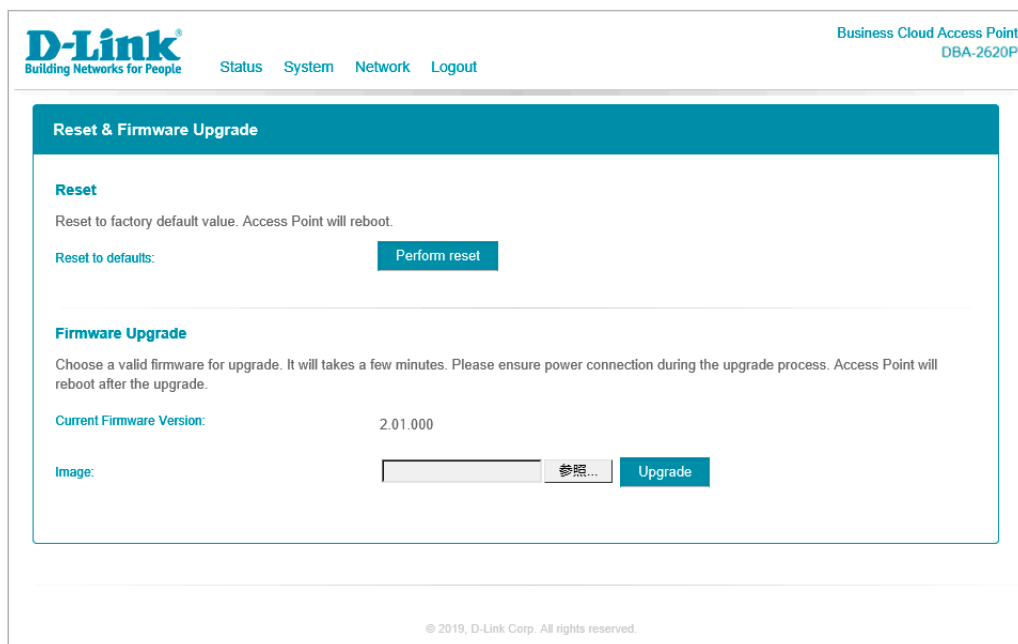 D-Link®
Building Networks for People
Status System Network Logout
Business Cloud Access Point
DBA-2620P
Reset & Firmware Upgrade
Reset
Reset to factory default value. Access Point will reboot.
Reset to defaults:
Perform reset
Firmware Upgrade
Choose a valid firmware for upgrade. It will takes a few minutes. Please ensure power connection during the upgrade process. Access Point will
reboot after the upgrade.
Current Firmware Version:
2.01.000
Image:
参照...
Upgrade
© 2019, D-Link Corp. All rights reserved.